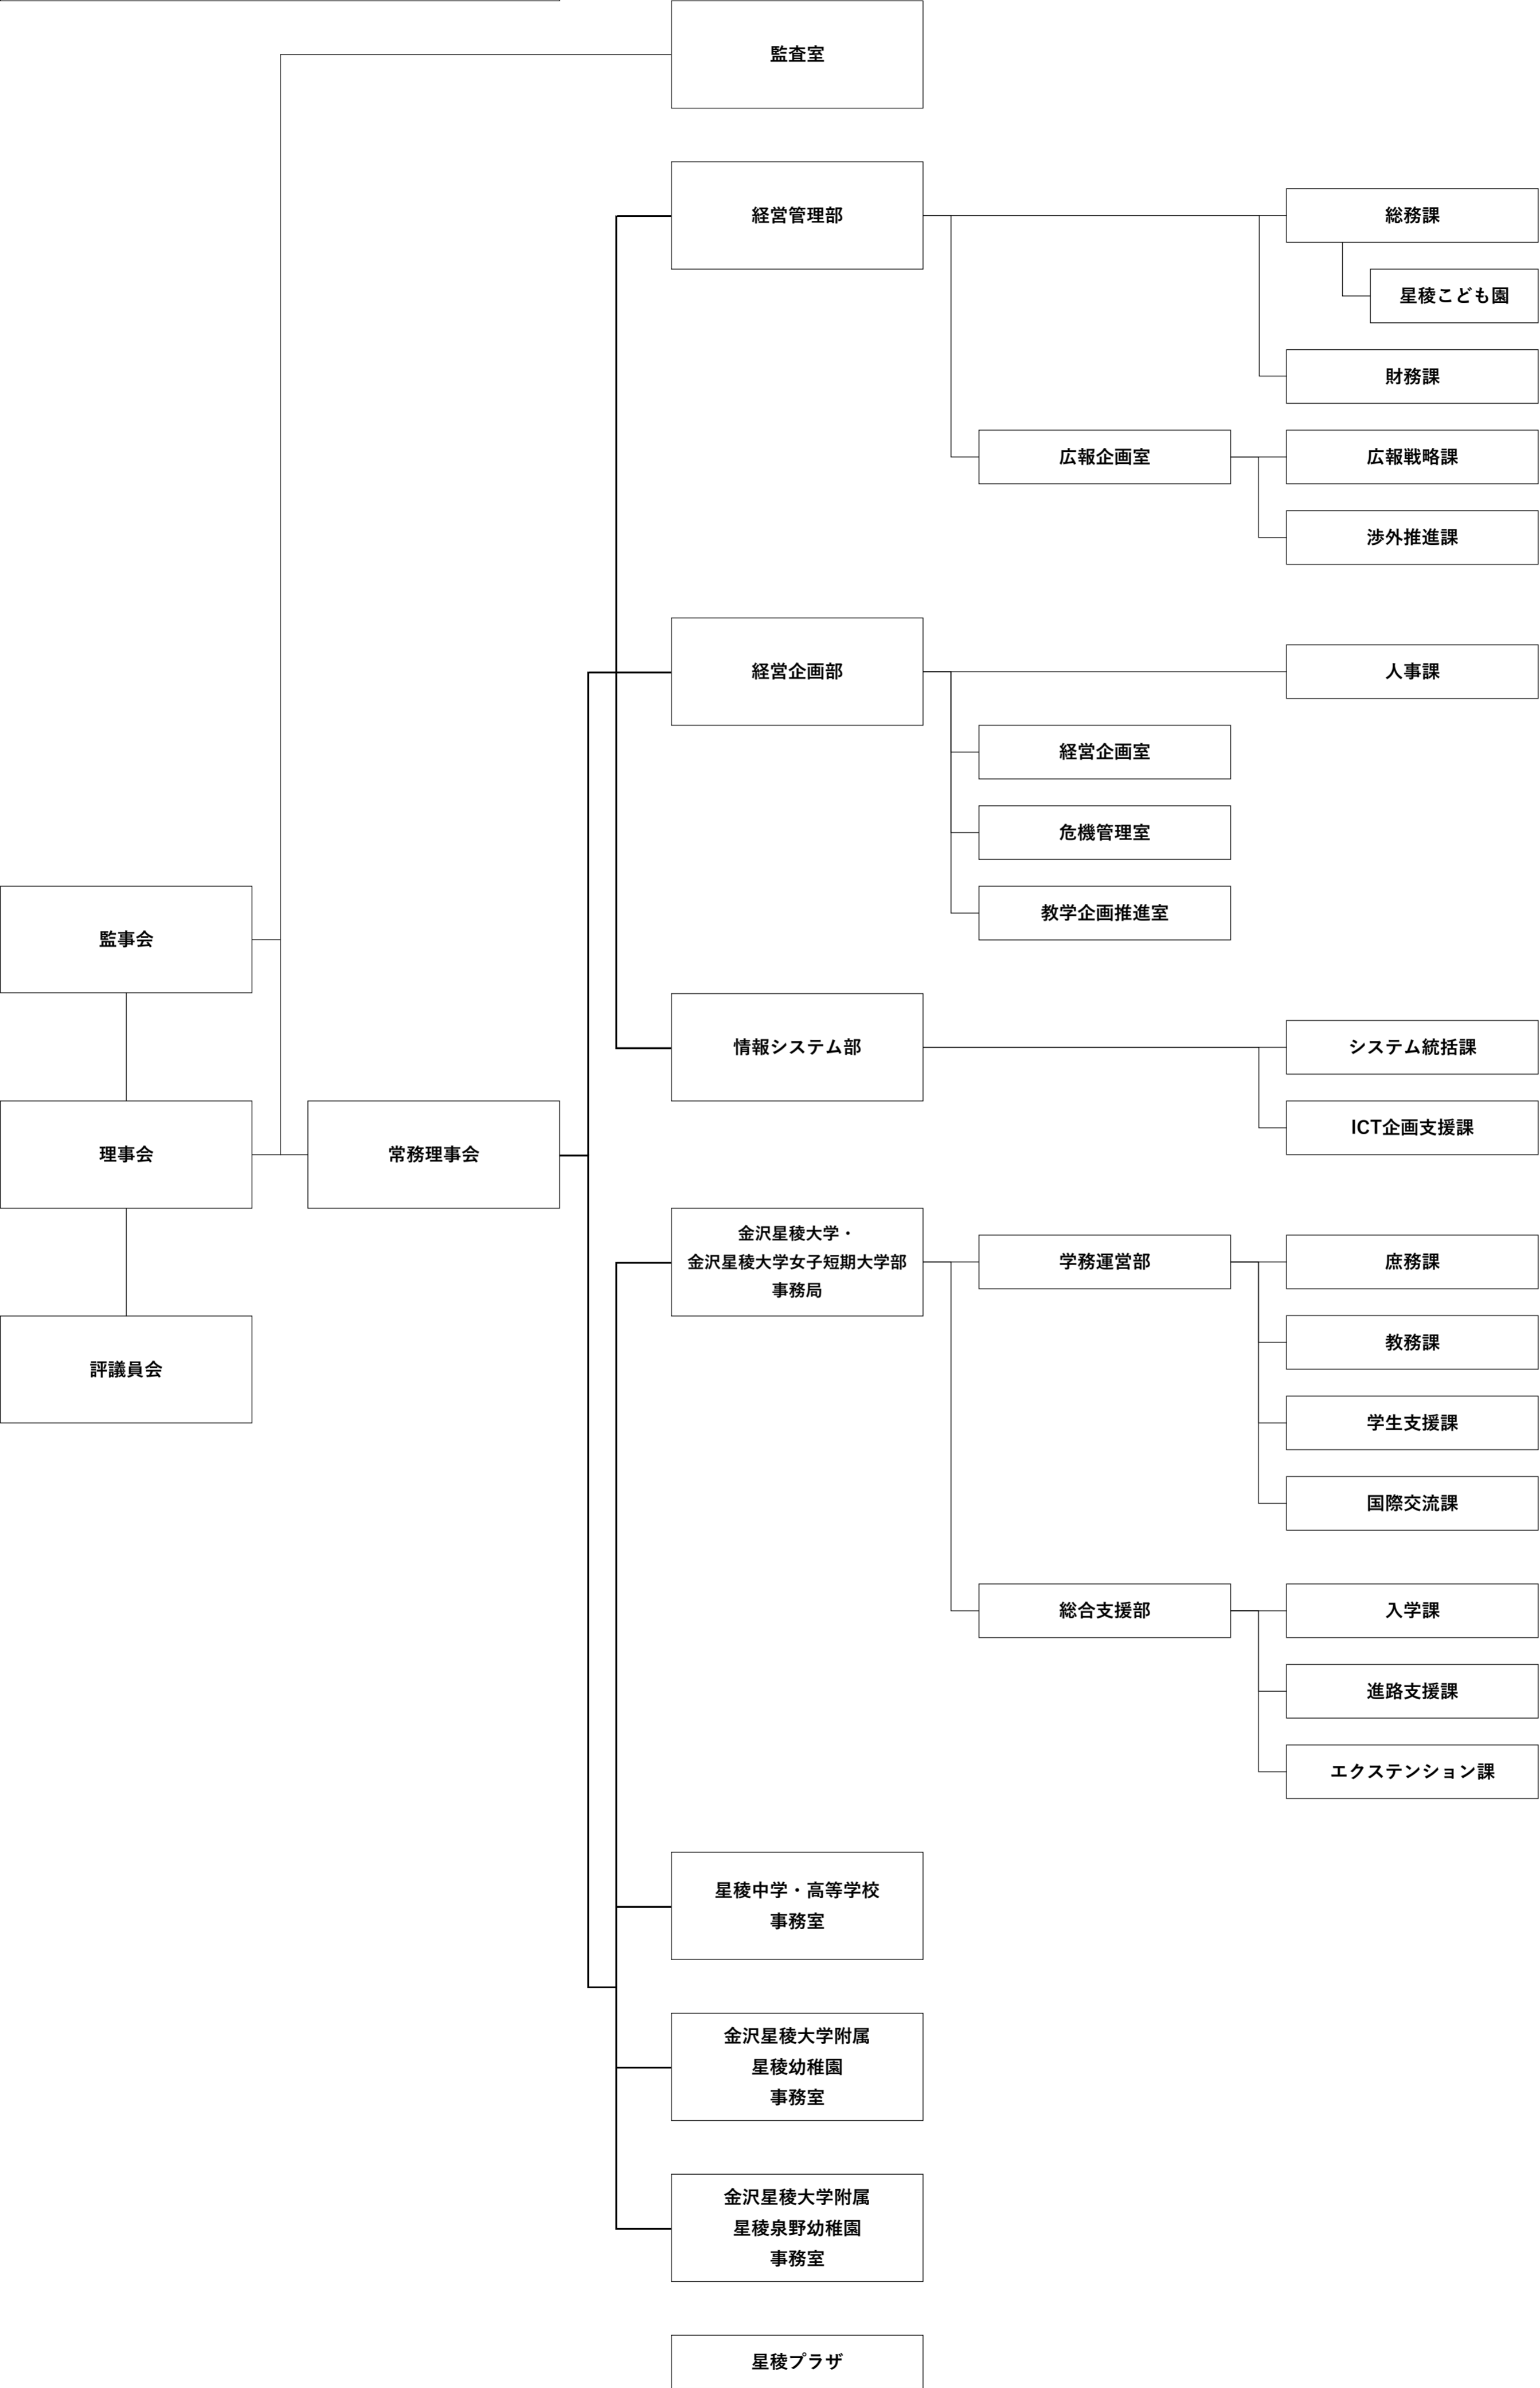 監査室
経営管理部
総務課
星稜こども園
財務課
広報企画室
広報戦略課
渉外推進課
経営企画部
人事課
経営企画室
危機管理室
教学企画推進室
監事会
情報システム部
システム統括課
ICT企画支援課
理事会
常務理事会
評議員会
金沢星稜大学・
金沢星稜大学女子短期大学部
事務局
学務運営部
庶務課
教務課
学生支援課
国際交流課
総合支援部
入学課
進路支援課
エクステンション課
星稜中学・高等学校
事務室
金沢星稜大学附属
星稜幼稚園
事務室
金沢星稜大学附属
星稜泉野幼稚園
事務室
星稜プラザ